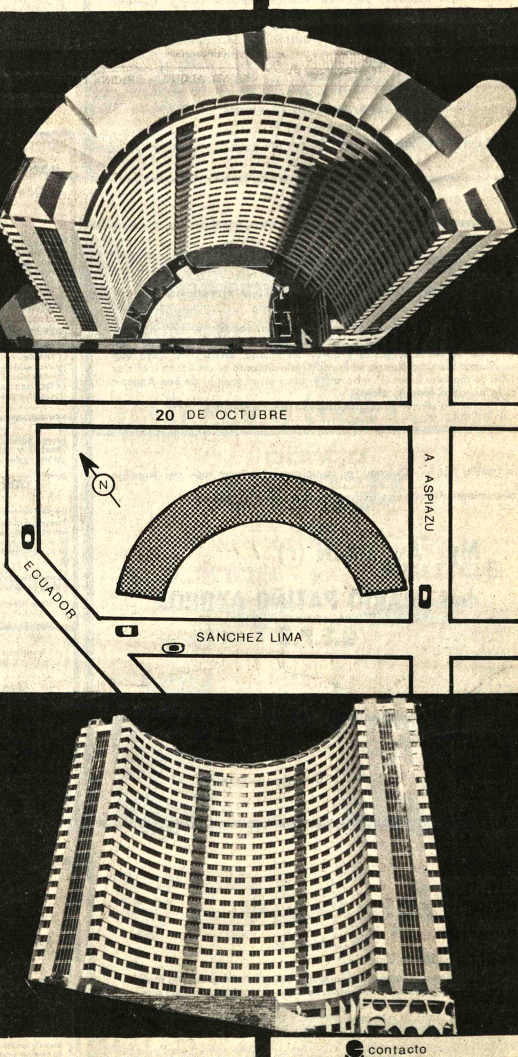 20 DE OCTUBRE
A. ASPIAZU
N
ECUADOR
SANCHEZ LIMA
contacto